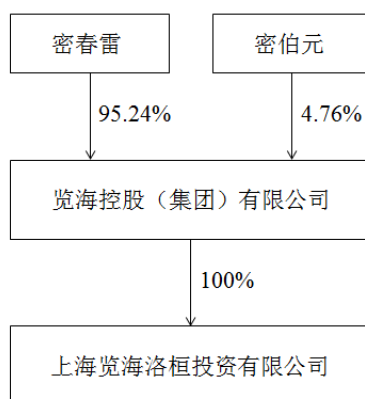 密春雷
密伯元
95.24%
4.76%
览海控股（集团）有限公司
100%
上海览海洛桓投资有限公司